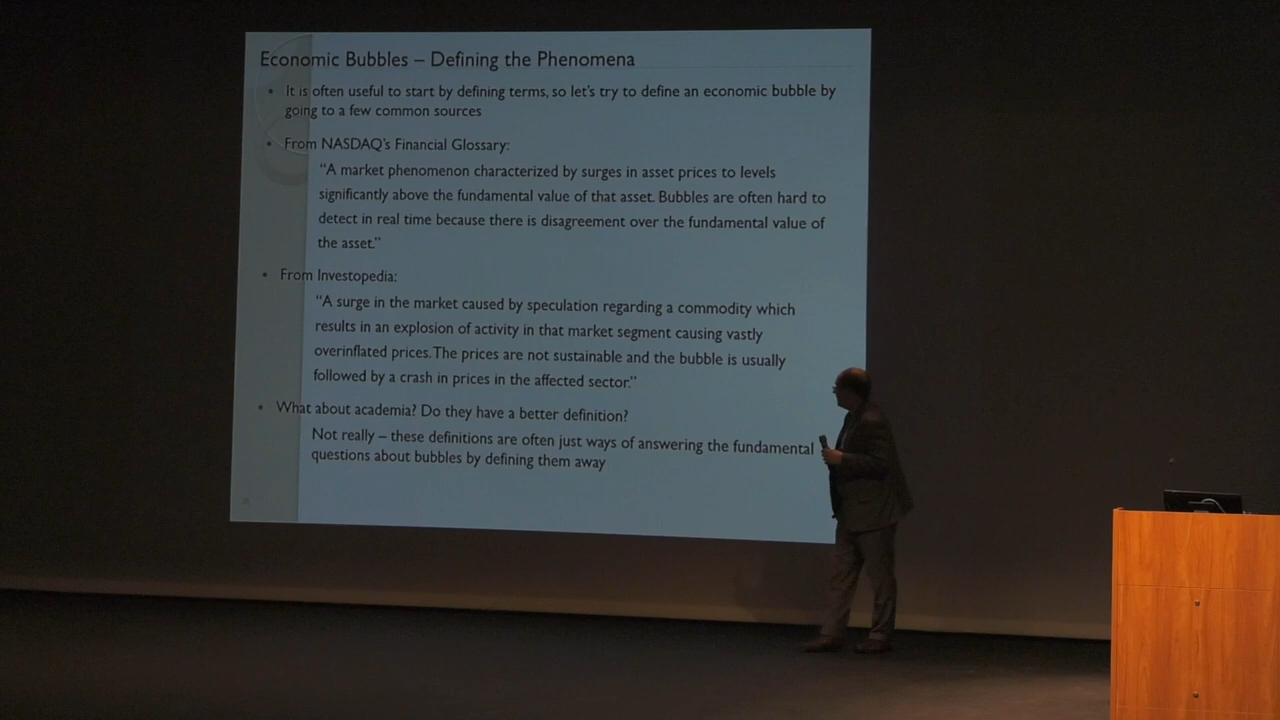 Economic Bubbles – Defining the Phenomena
• It is often useful to start by defining terms, so let's try to define an economic bubble by
going to a few common sources
• From NASDAQ's Financial Glossary:
"A market phenomenon characterized by surges in asset prices to levels
significantly above the fundamental value of that asset. Bubbles are often hard to
detect in real time because there is disagreement over the fundamental value of
the asset."
• From Investopedia:
"A surge in the market caused by speculation regarding a commodity which
results in an explosion of activity in that market segment causing vastly
overinflated prices. The prices are not sustainable and the bubble is usually
followed by a crash in prices in the affected sector."
• What about academia? Do they have a better definition?
Not really – these definitions are often just ways of answering the fundamental
questions about bubbles by defining them away